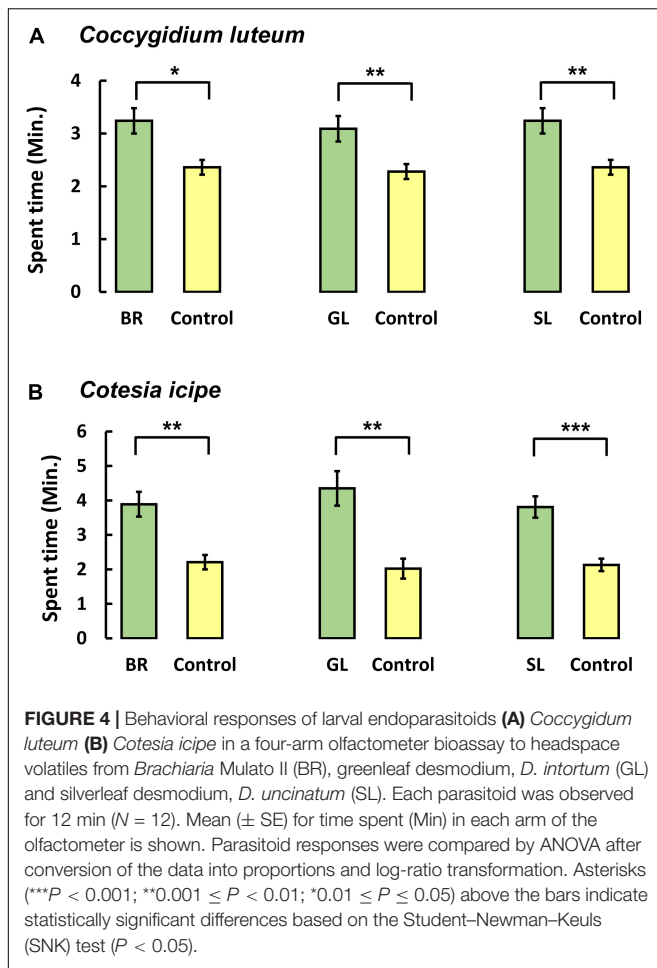 A Coccygidium luteum
* ** **
Spent time (Min.)
4
3
2
1
0
BR Control GL Control SL Control
B Cotesia icipe
** ** ***
Spent time (Min.)
6
5
4
3
2
1
0
BR Control GL Control SL Control
FIGURE 4 | Behavioral responses of larval endoparasitoids (A) Coccygidum
luteum (B) Cotesia icipe in a four-arm olfactometer bioassay to headspace
volatiles from Brachiaria Mulato II (BR), greenleaf desmodium, D. intortum (GL)
and silverleaf desmodium, D. uncinatum (SL). Each parasitoid was observed
for 12 min (N = 12). Mean (± SE) for time spent (Min) in each arm of the
olfactometer is shown. Parasitoid responses were compared by ANOVA after
conversion of the data into proportions and log-ratio transformation. Asterisks
(***P < 0.001; **0.001 ≤ P < 0.01; *0.01 ≤ P ≤ 0.05) above the bars indicate
statistically significant differences based on the Student–Newman–Keuls
(SNK) test (P < 0.05).